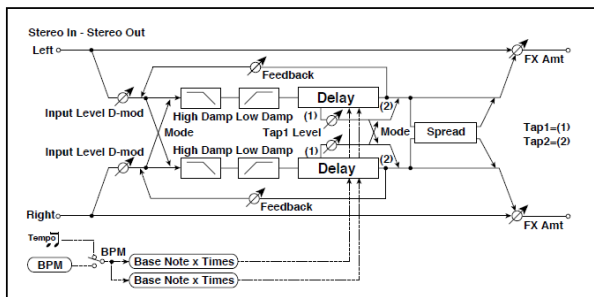 Stereo In - Stereo Out
Left
FX Amt
Feedback
Input Level D-mod
High Damp Low Damp
Delay
(1)
(2)
Mode
Tap1 Level
Mode
Spread
Tap1=(1)
Tap2=(2)
Input Level D-mod
High Damp Low Damp
(1)
Delay
(2)
Feedback
Right
FX Amt
Tempo
BPM
BPM
Base Note x Times
Base Note x Times